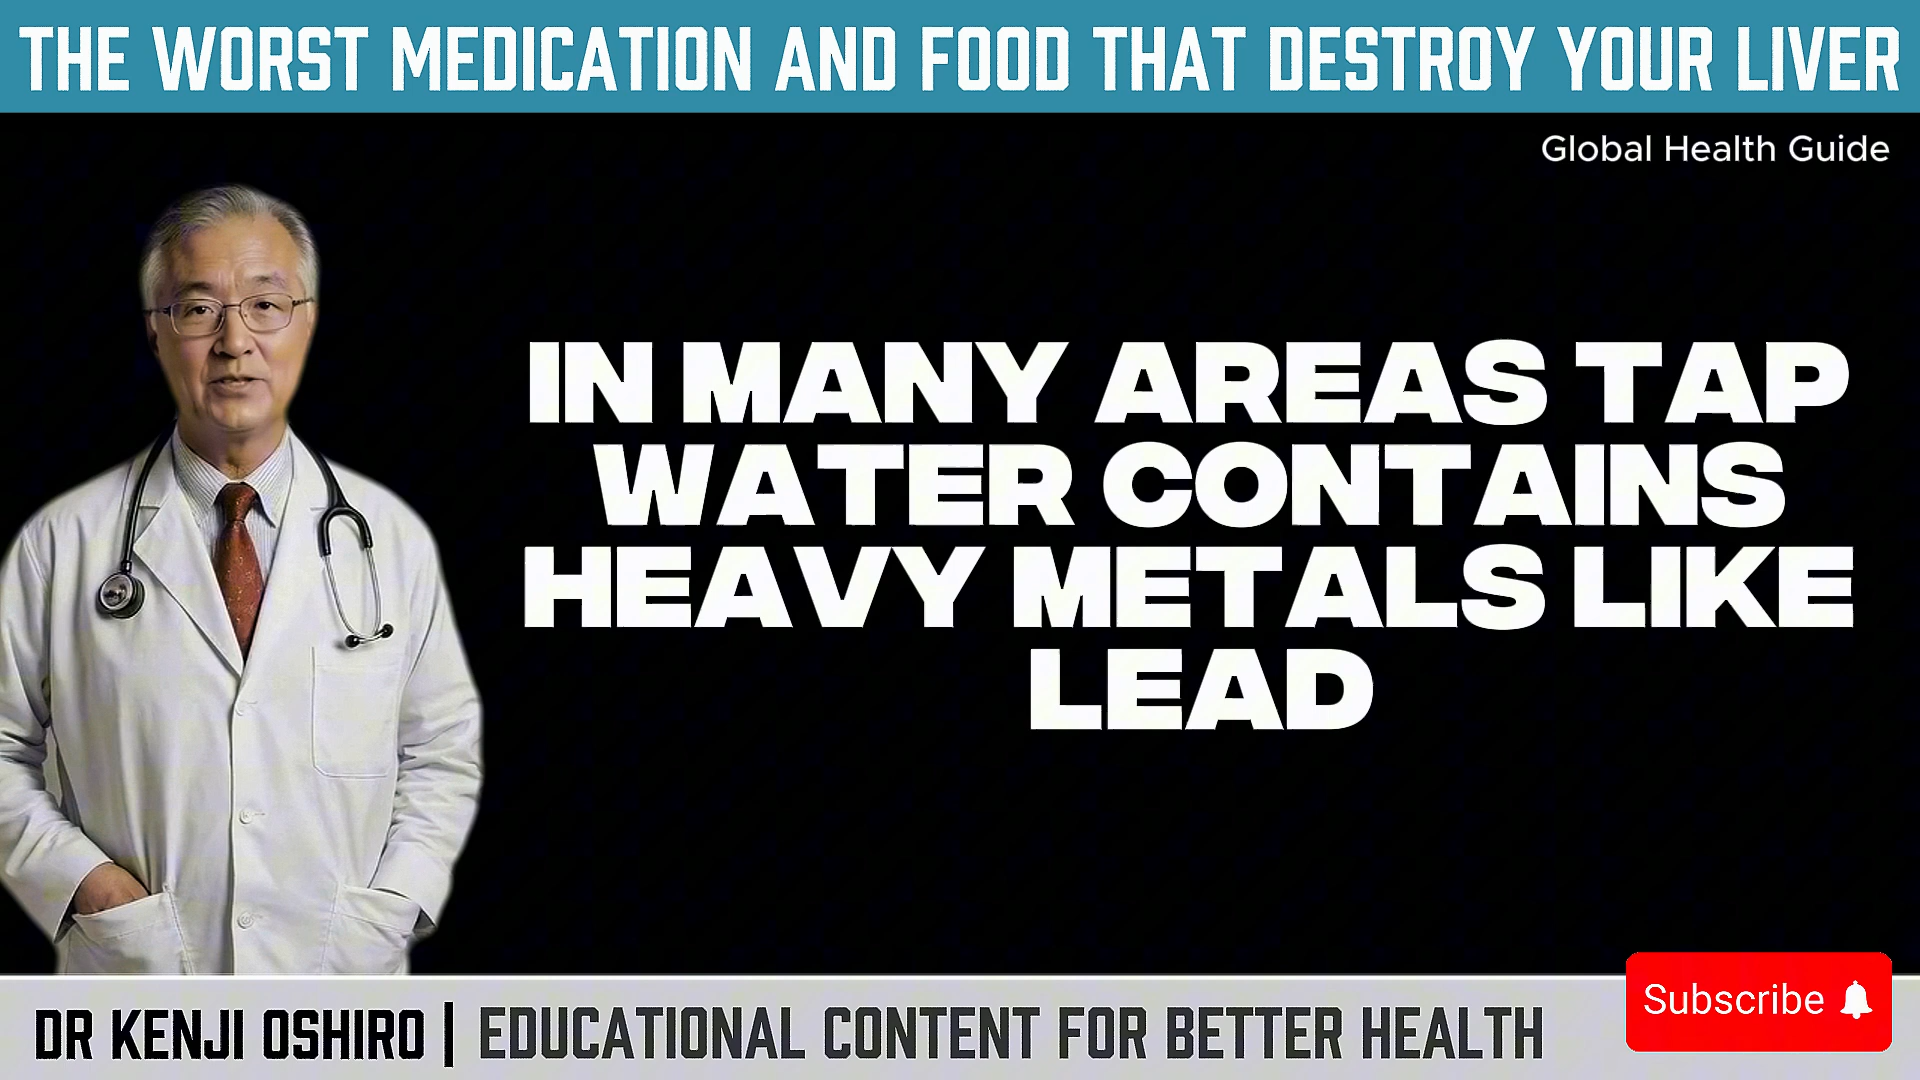 THE WORST MEDICATION AND FOOD THAT DESTROY YOUR LIVER
Global Health Guide
IN MANY AREAS TAP
WATER CONTAINS
HEAVY METALS LIKE
LEAD
DR KENJI OSHIRO | EDUCATIONAL CONTENT FOR BETTER HEALTH
Subscribe